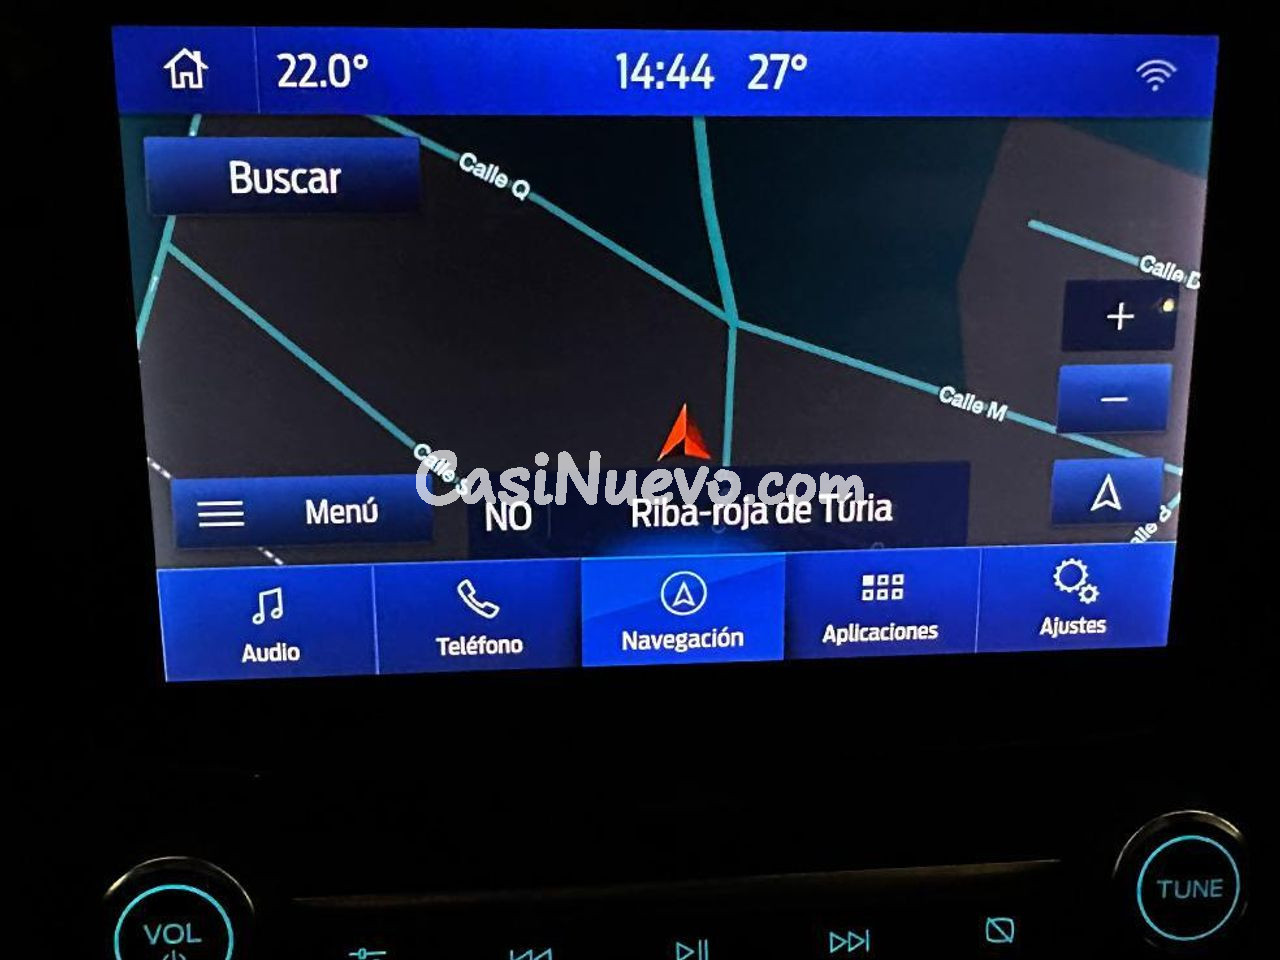 22.0° 14:44 27°
Buscar
Calle Q
Calle D
Calle M
Calle S
CasiNuevo.com
Menú NO Riba-roja de Túria
Audio Teléfono Navegación Aplicaciones Ajustes
VOL TUNE